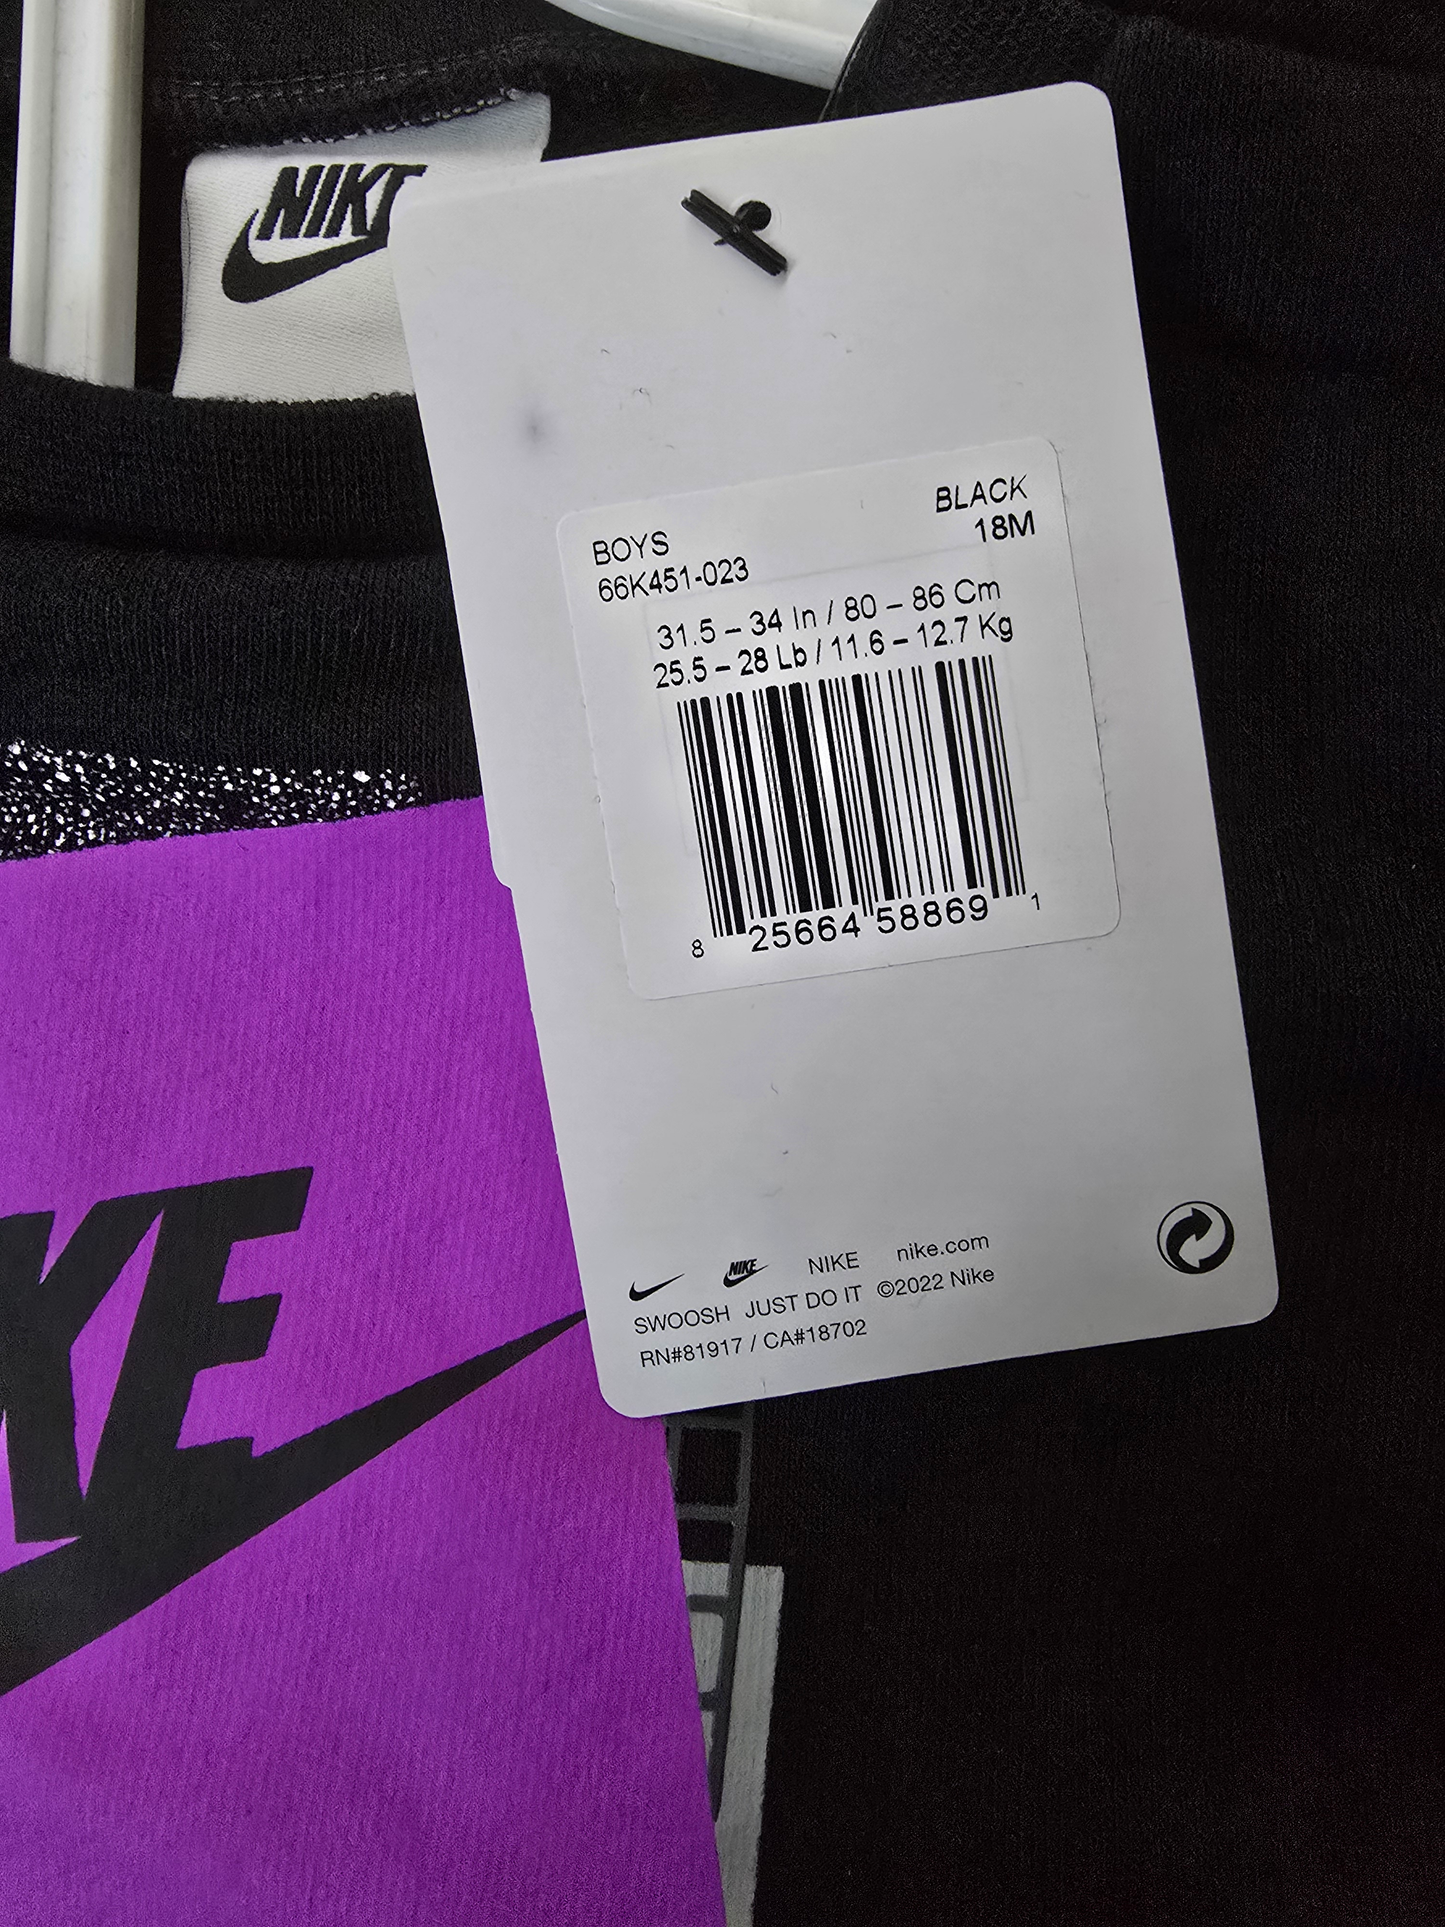 NIKE
BLACK
BOYS
18M
66K451-023
31.5 – 34 In / 80 – 86 Cm
25.5 – 28 Lb / 11.6 – 12.7 Kg
8 25664 58869 1
NIKE NIKE nike.com
SWOOSH JUST DO IT ©2022 Nike
RN#81917 / CA#18702
KE